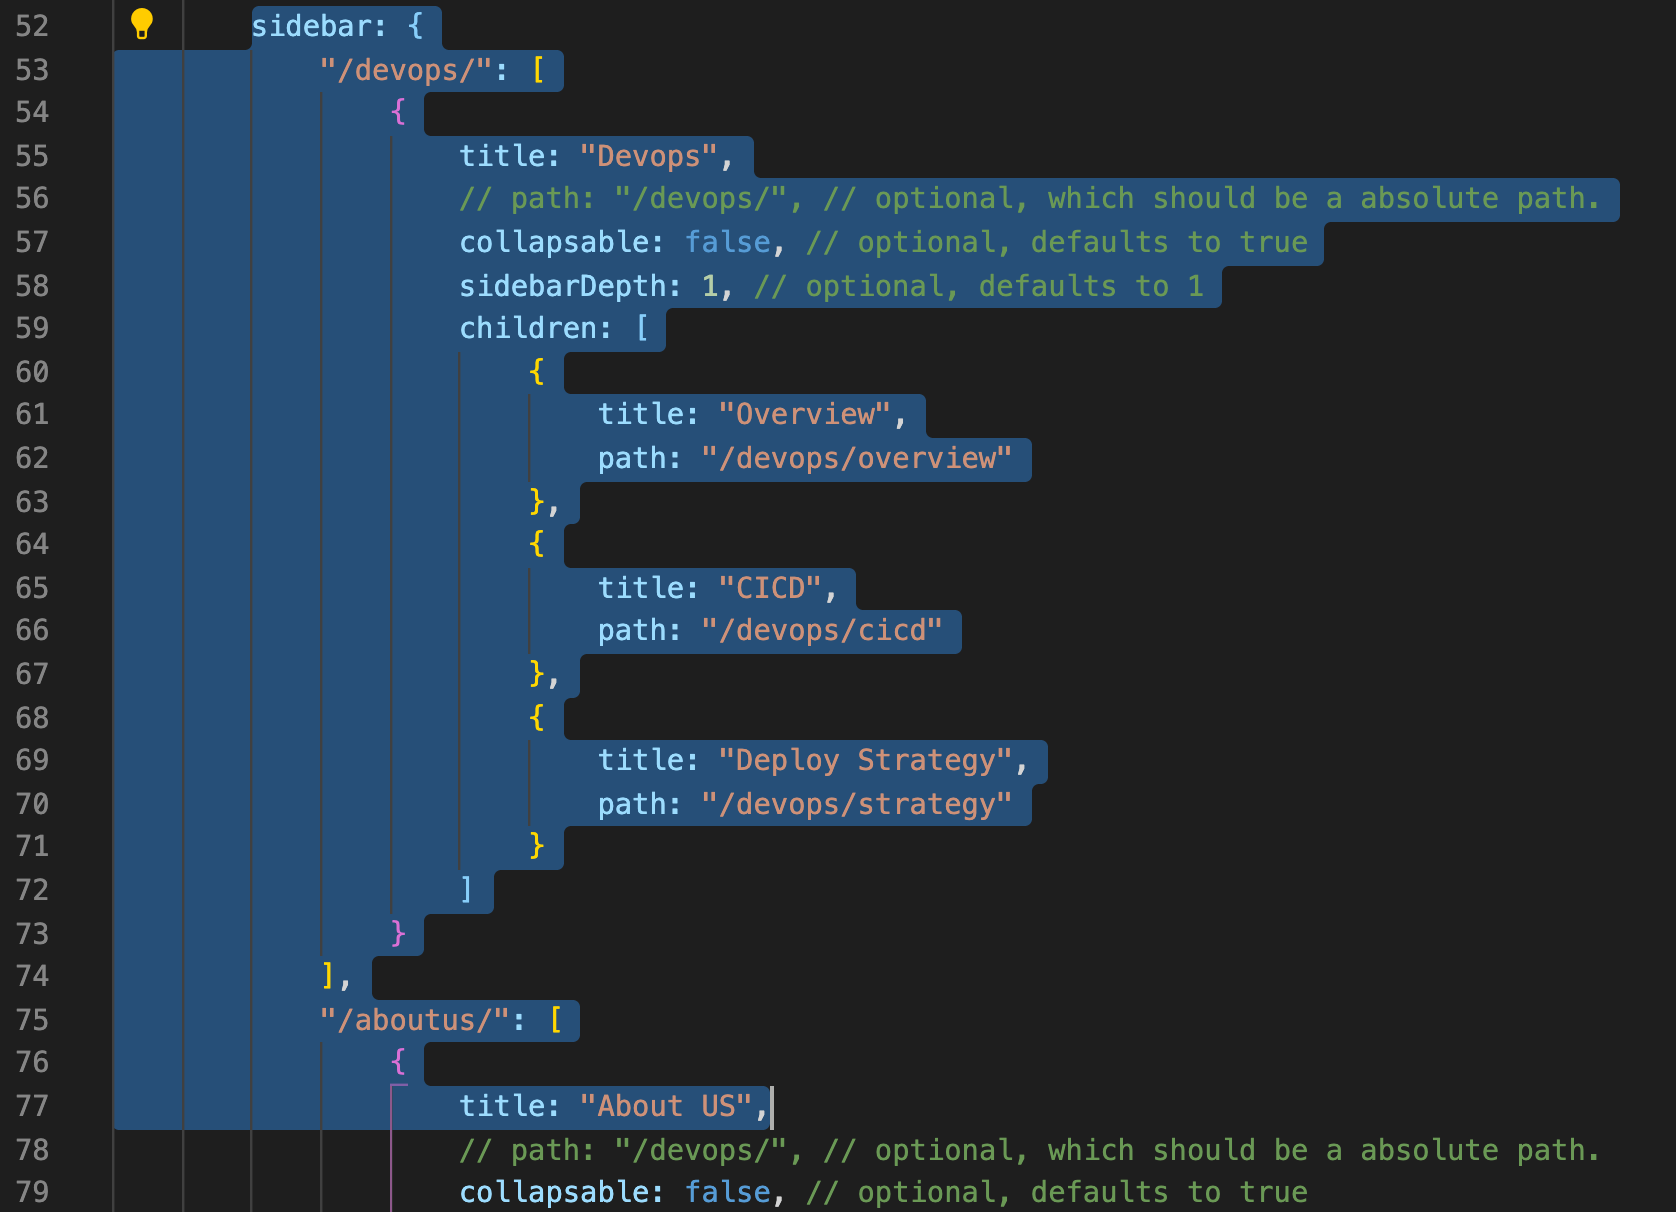 52 sidebar: {
53 "/devops/": [
54 {
55 title: "Devops",
56 // path: "/devops/", // optional, which should be a absolute path.
57 collapsable: false, // optional, defaults to true
58 sidebarDepth: 1, // optional, defaults to 1
59 children: [
60 {
61 title: "Overview",
62 path: "/devops/overview"
63 },
64 {
65 title: "CICD",
66 path: "/devops/cicd"
67 },
68 {
69 title: "Deploy Strategy",
70 path: "/devops/strategy"
71 }
72 ]
73 }
74 ],
75 "/aboutus/": [
76 {
77 title: "About US",
78 // path: "/devops/", // optional, which should be a absolute path.
79 collapsable: false, // optional, defaults to true